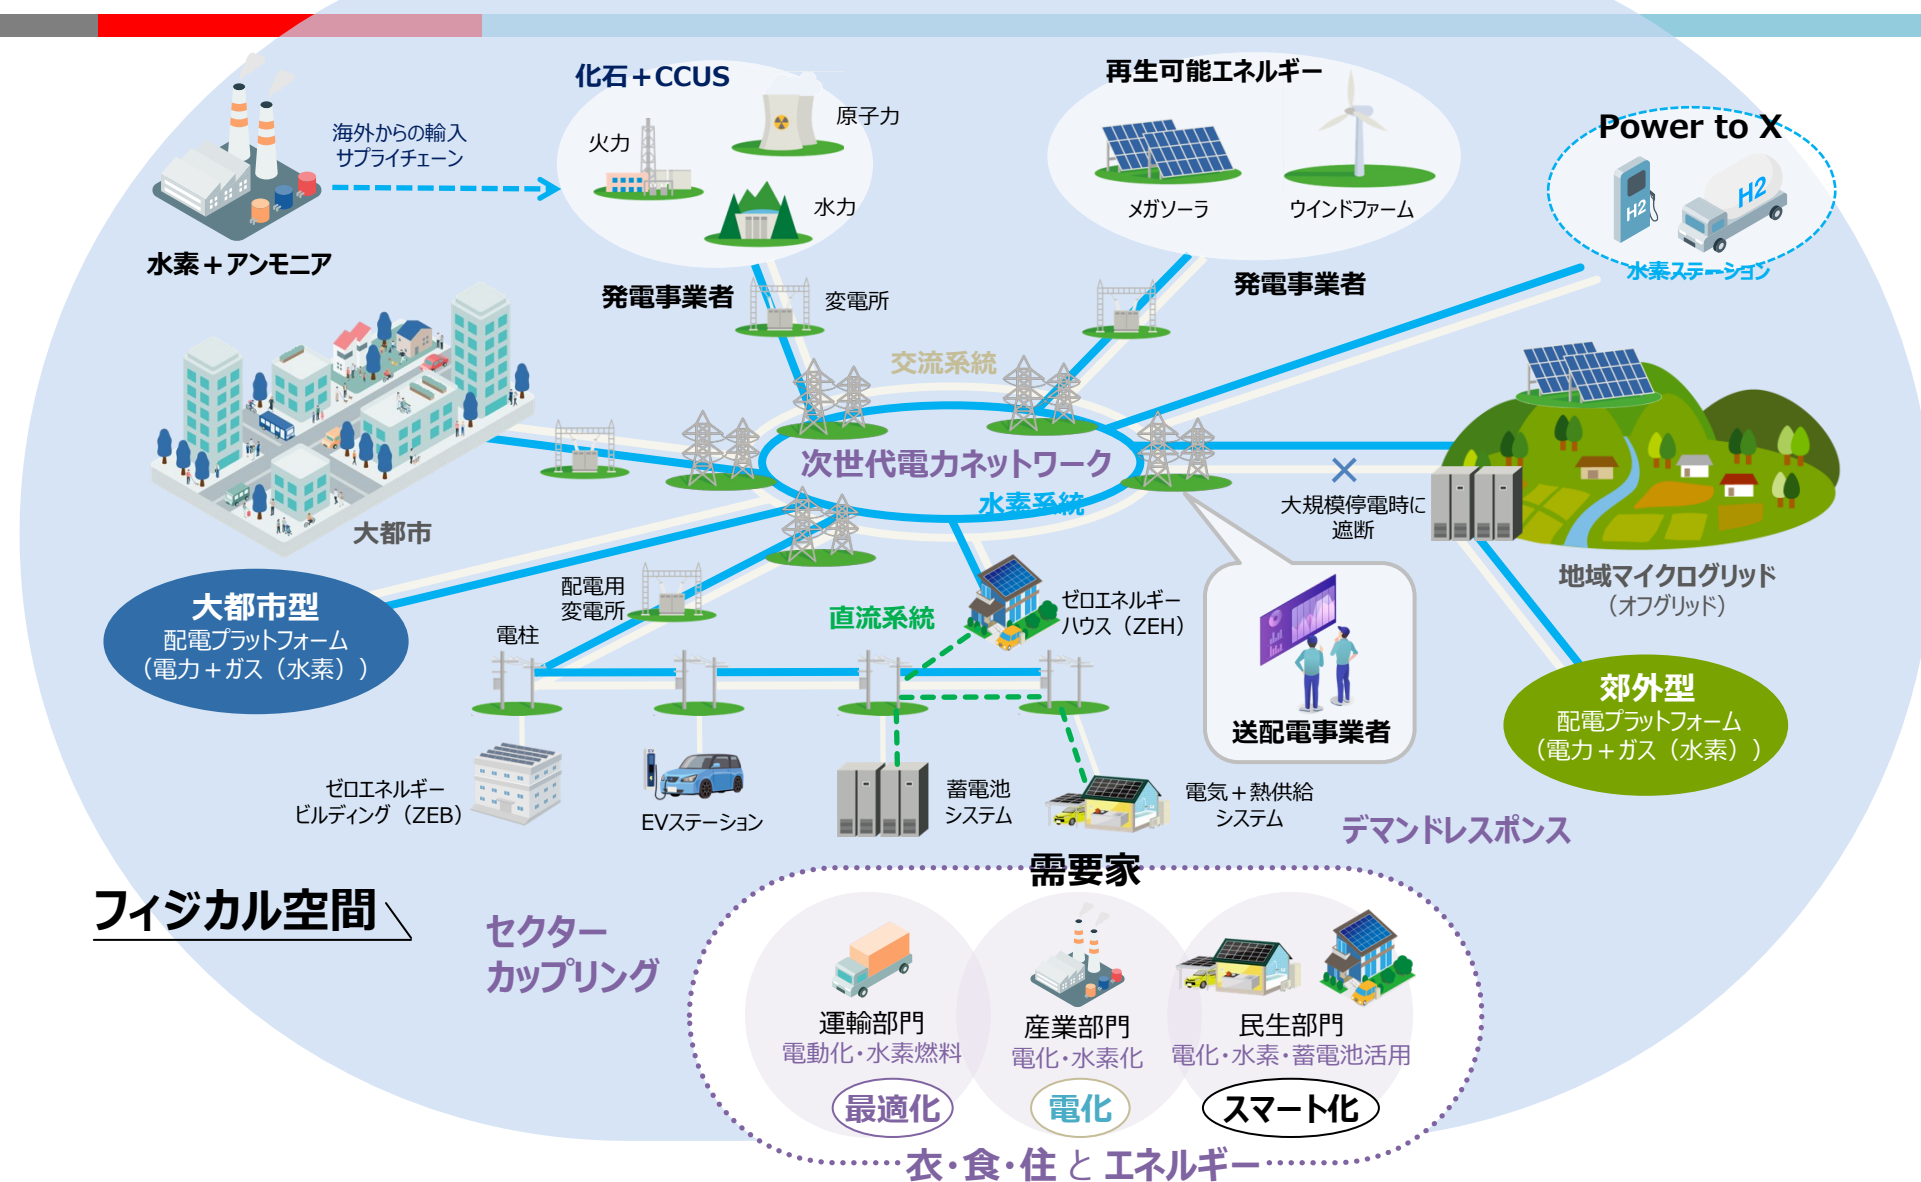 化石+CCUS
再生可能エネルギー
Power to X
海外からの輸入
サプライチェーン
火力
原子力
水力
メガソーラ
ウインドファーム
H2
H2
水素ステーション
水素+アンモニア
発電事業者
変電所
発電事業者
交流系統
次世代電力ネットワーク
水素系統
大都市
大規模停電時に
遮断
地域マイクログリッド
(オフグリッド)
大都市型
配電プラットフォーム
(電力+ガス(水素))
配電用
変電所
電柱
直流系統
ゼロエネルギー
ハウス(ZEH)
送配電事業者
郊外型
配電プラットフォーム
(電力+ガス(水素))
ゼロエネルギー
ビルディング(ZEB)
EVステーション
蓄電池
システム
電気+熱供給
システム
デマンドレスポンス
需要家
フィジカル空間
セクター
カップリング
運輸部門
電動化・水素燃料
最適化
産業部門
電化・水素化
電化
民生部門
電化・水素・蓄電池活用
スマート化
衣・食・住 と エネルギー